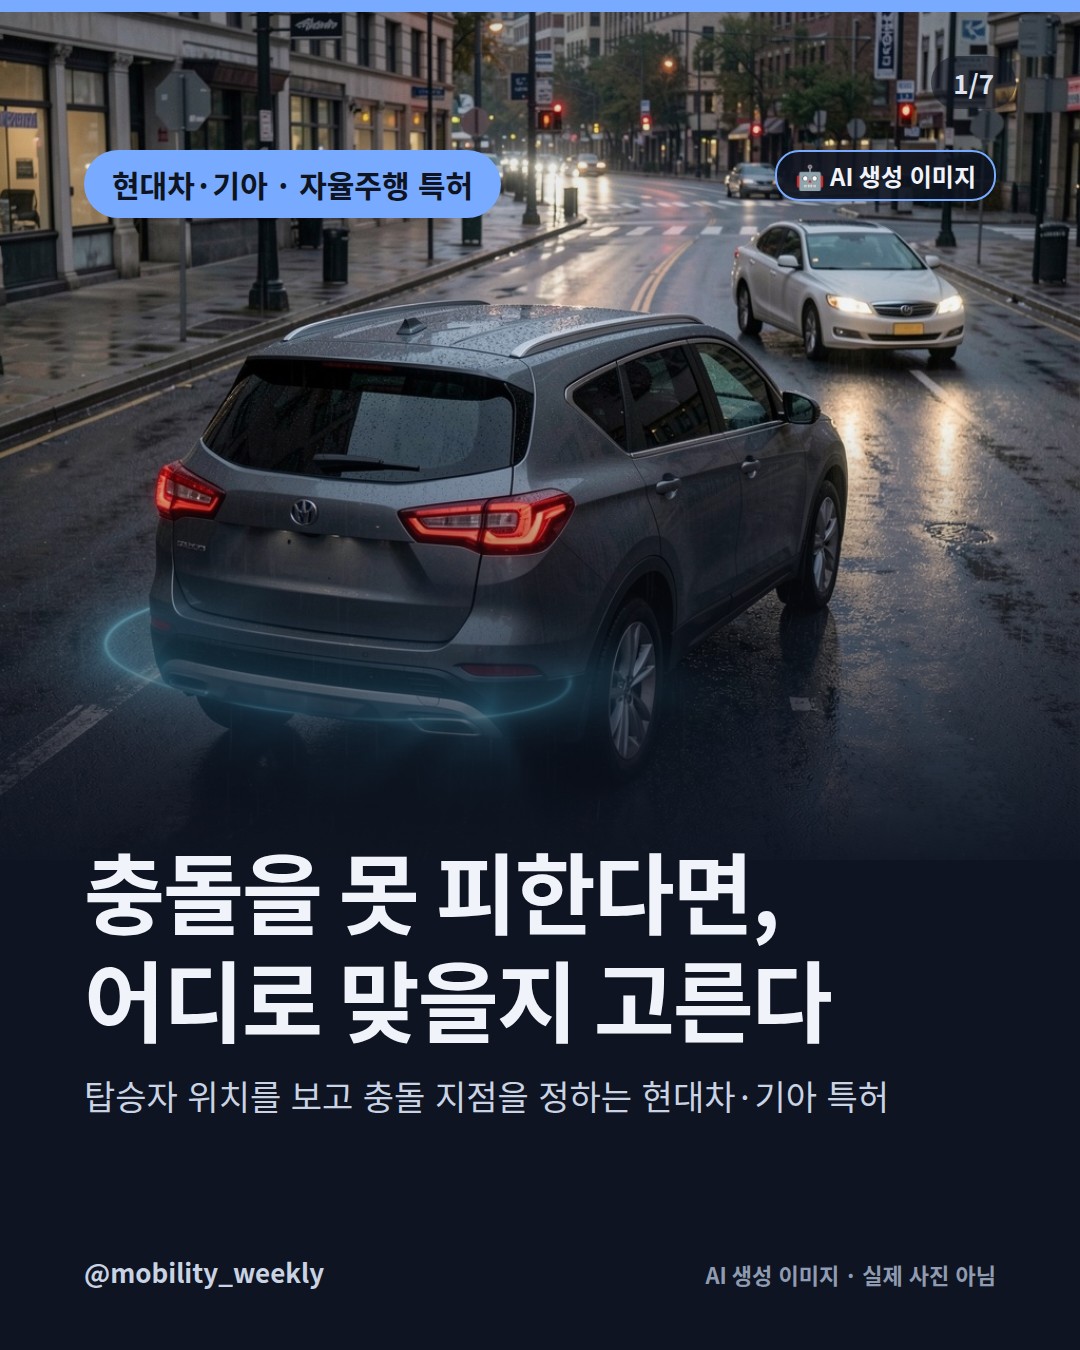 1/7
현대차·기아 · 자율주행 특허
🤖 AI 생성 이미지
충돌을 못 피한다면,
어디로 맞을지 고른다
탑승자 위치를 보고 충돌 지점을 정하는 현대차·기아 특허
@mobility_weekly
AI 생성 이미지 · 실제 사진 아님